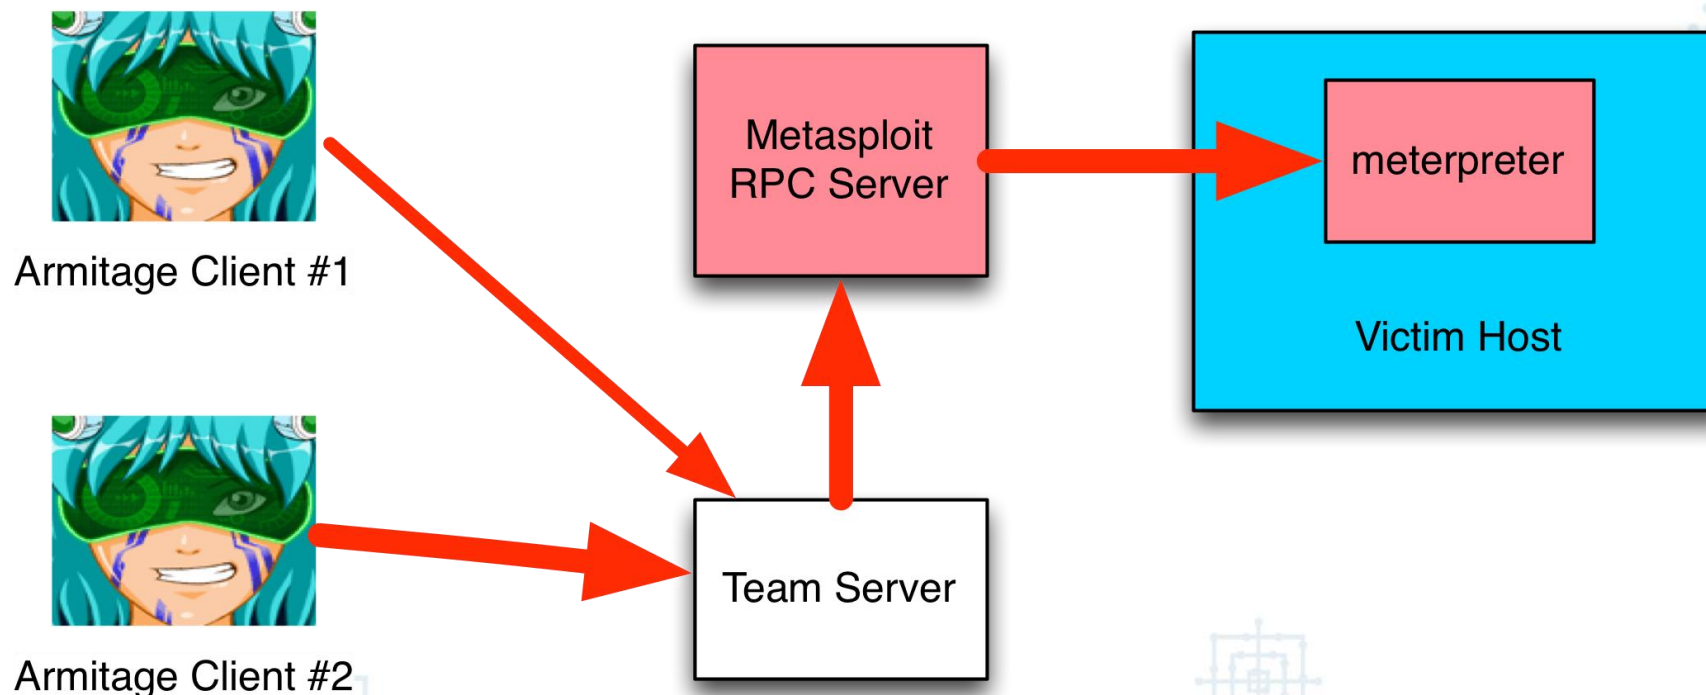 Armitage Client #1
Metasploit
RPC Server
meterpreter
Victim Host
Team Server
Armitage Client #2